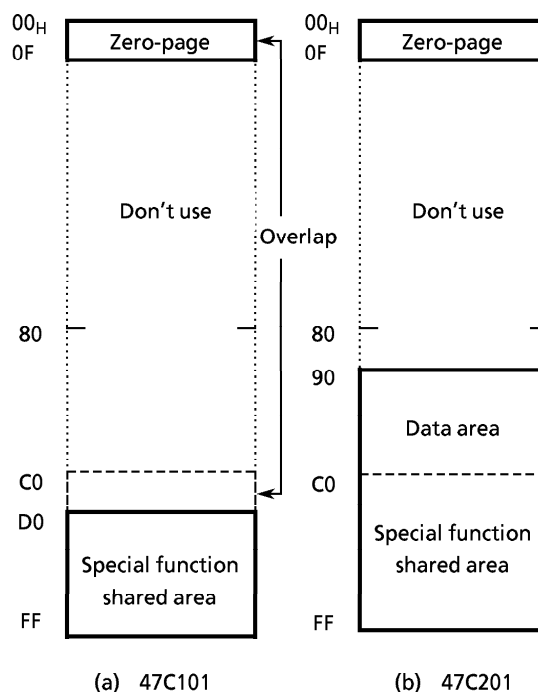 00H
0F
Zero-page
Don't use
Overlap
80
C0
D0
Special function
shared area
FF
(a) 47C101
00H
0F
Zero-page
Don't use
80
90
Data area
C0
Special function
shared area
FF
(b) 47C201